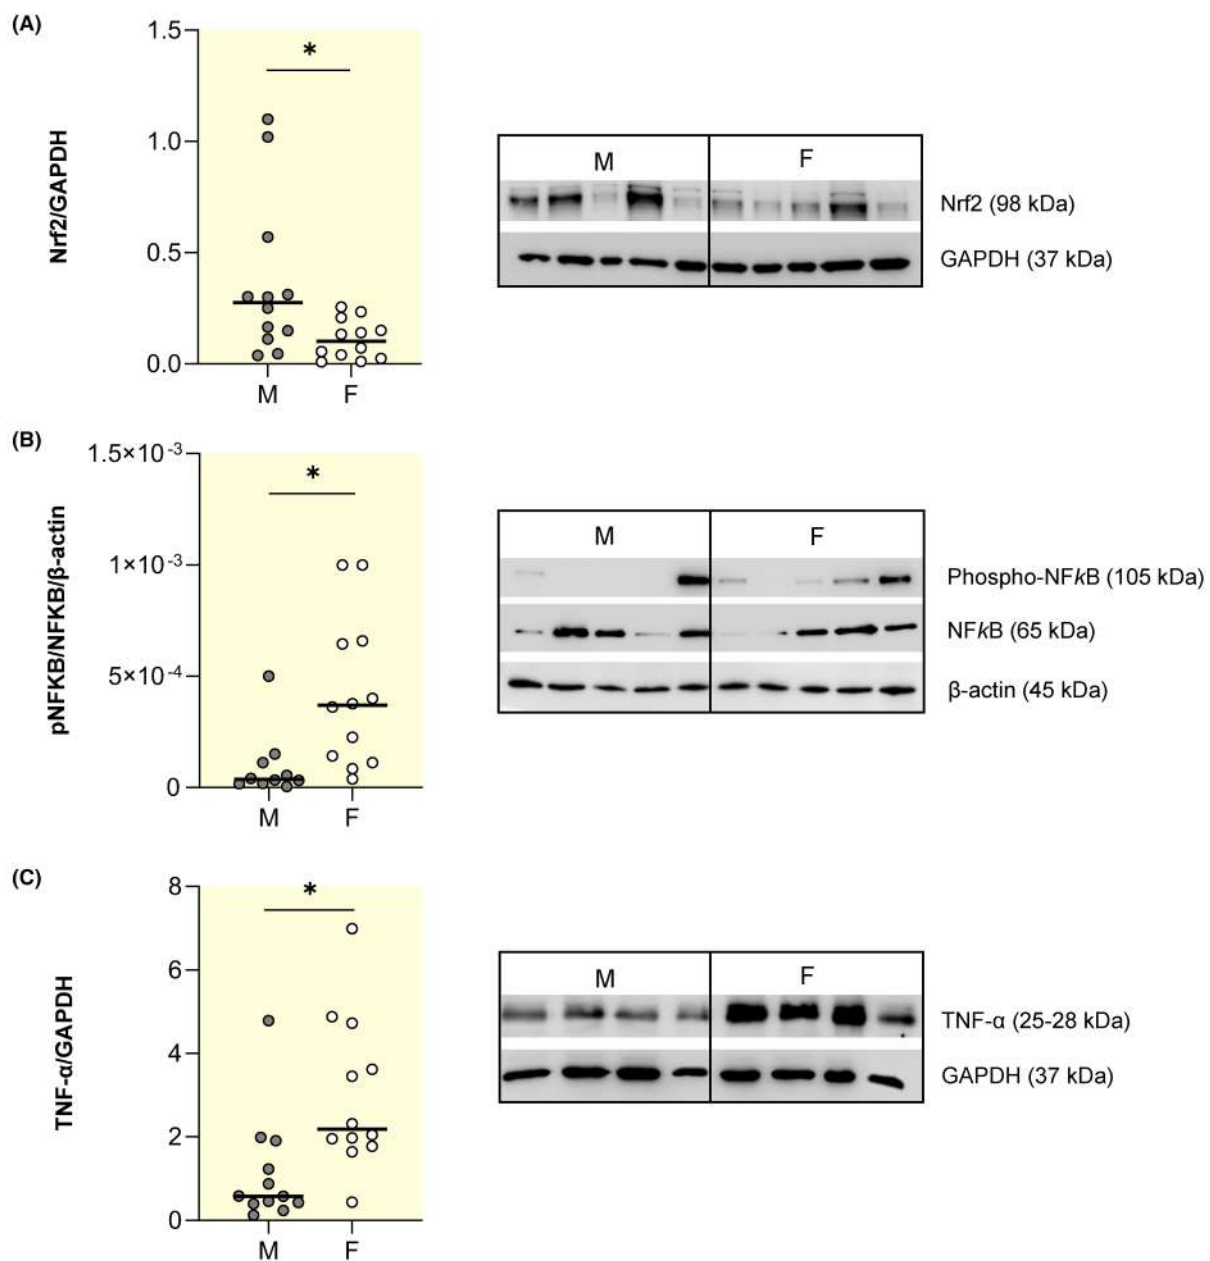 (A)
1.5
1.0
0.5
0.0
Nrf2/GAPDH
*
M
F
M
F
Nrf2 (98 kDa)
GAPDH (37 kDa)
(B)
1.5×10⁻³
1×10⁻³
5×10⁻⁴
0
pNFKB/NFKB/β-actin
*
M
F
M
F
Phospho-NFkB (105 kDa)
NFkB (65 kDa)
β-actin (45 kDa)
(C)
8
6
4
2
0
TNF-α/GAPDH
*
M
F
M
F
TNF-α (25-28 kDa)
GAPDH (37 kDa)